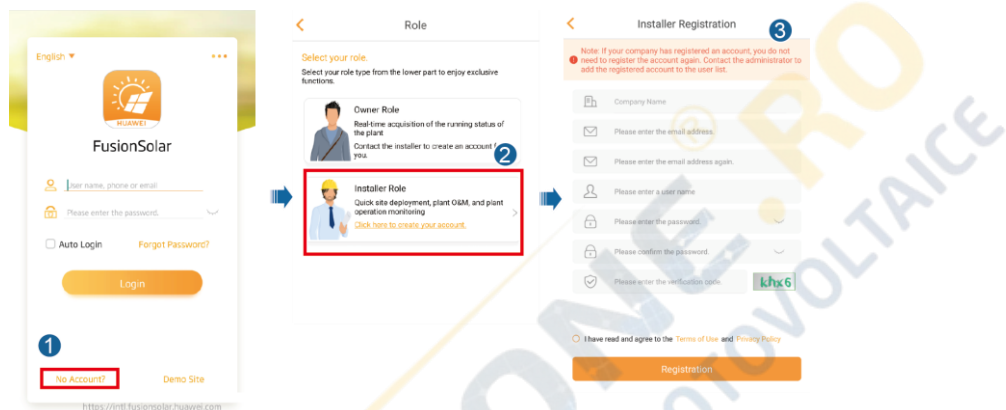 English ▼
HUAWEI
FusionSolar
User name, phone or email
Please enter the password.
Auto Login
Forgot Password?
Login
1
No Account?
Demo Site
https://intl.fusionsolar.huawei.com
Role
Select your role.
Select your role type from the lower part to enjoy exclusive
functions.
Owner Role
Real-time acquisition of the running status of
the plant
Contact the installer to create an account
you.
2
Installer Role
Quick site deployment, plant O&M, and plant
operation monitoring
Click here to create your account.
Installer Registration
3
Note: If your company has registered an account, you do not
need to register the account again. Contact the administrator to
add the registered account to the user list.
Company Name
Please enter the email address.
Please enter the email address again.
Please enter a user name
Please enter the password.
Please confirm the password.
Please enter the verification code.
khx6
I have read and agree to the Terms of Use and Privacy Policy
Registration
ONE.RO
FOTOVOLTAICE